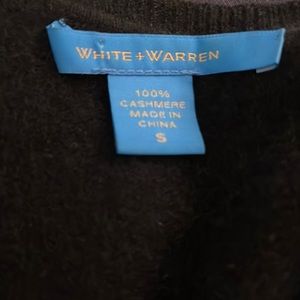 WHITE + WARREN
100%
CASHMERE
MADE IN
CHINA
S